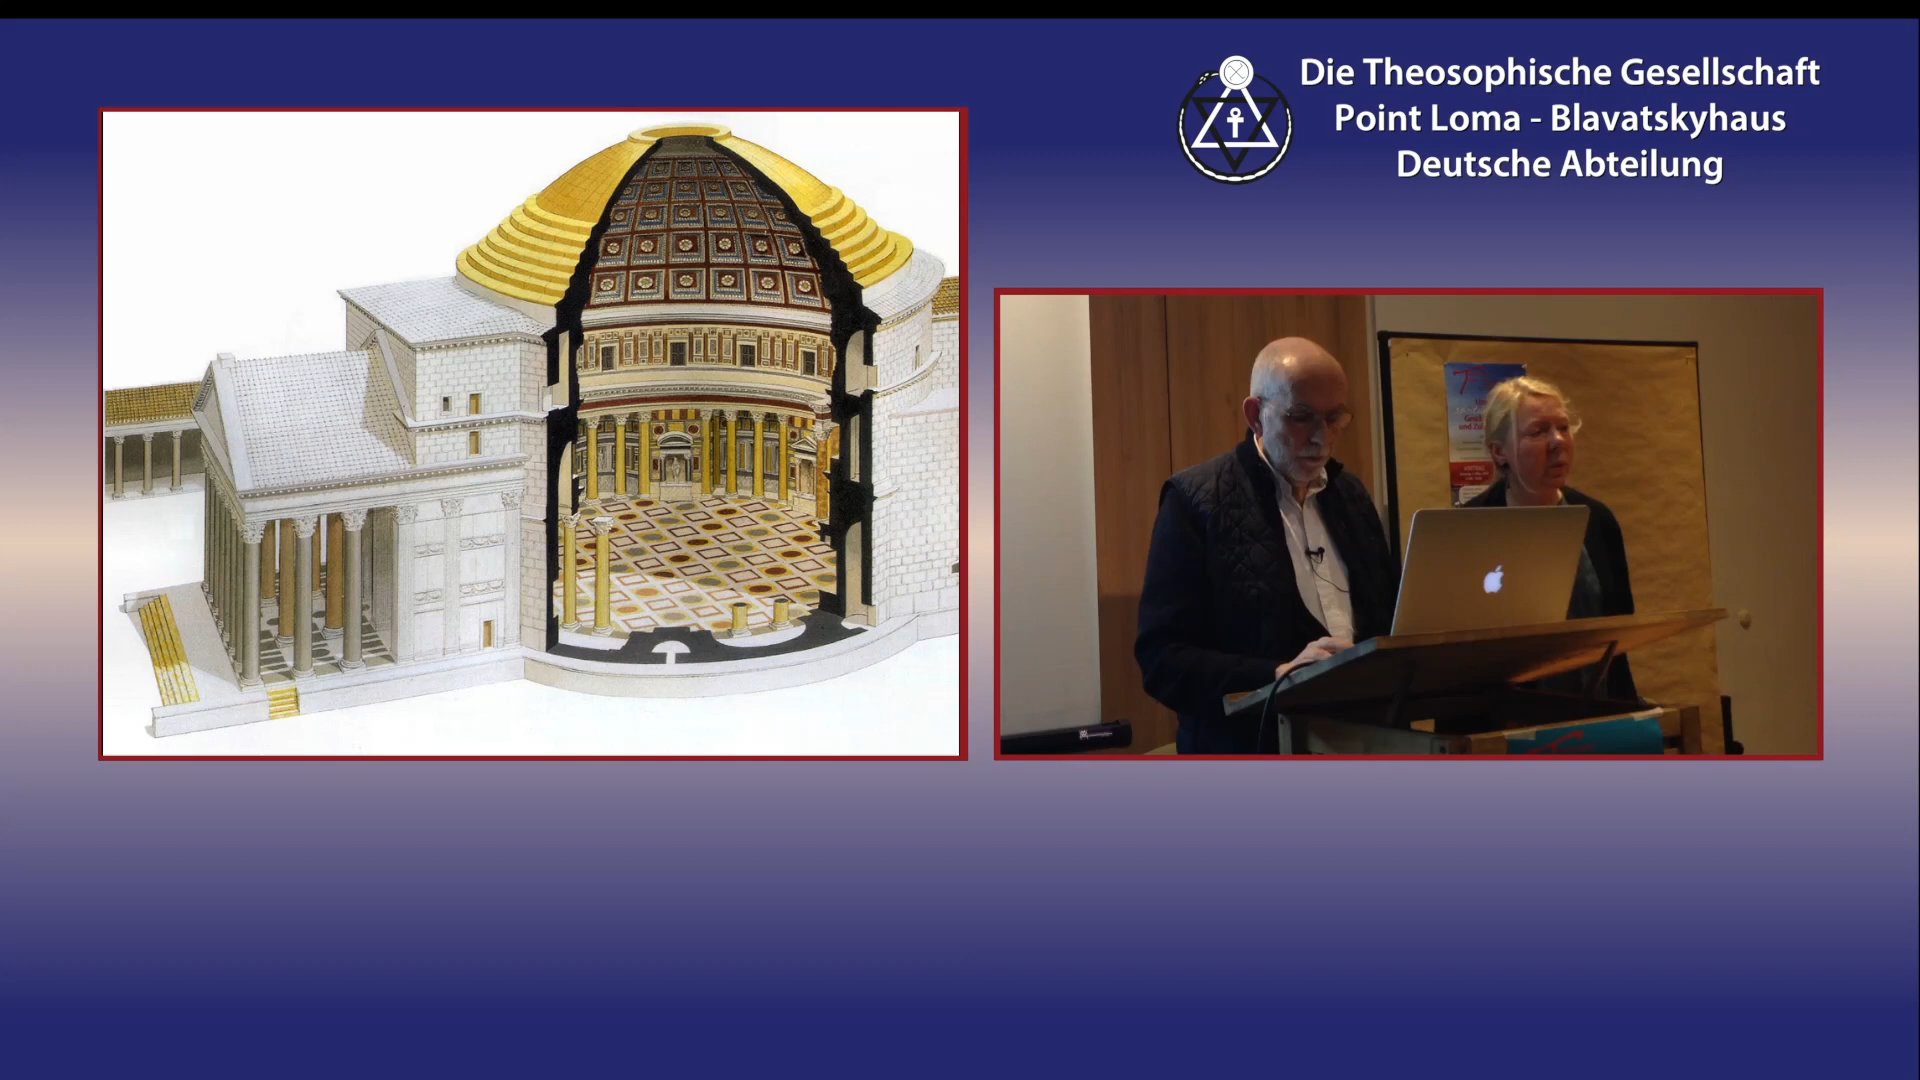 Die Theosophische Gesellschaft
Point Loma - Blavatskyhaus
Deutsche Abteilung